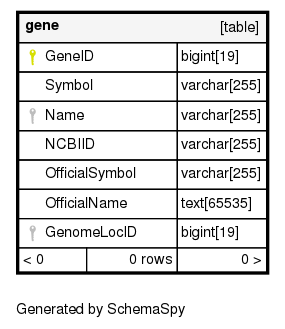 gene [table]
GeneID bigint[19]
Symbol varchar[255]
Name varchar[255]
NCBIID varchar[255]
OfficialSymbol varchar[255]
OfficialName text[65535]
GenomeLocID bigint[19]
< 0 0 rows 0 >
Generated by SchemaSpy